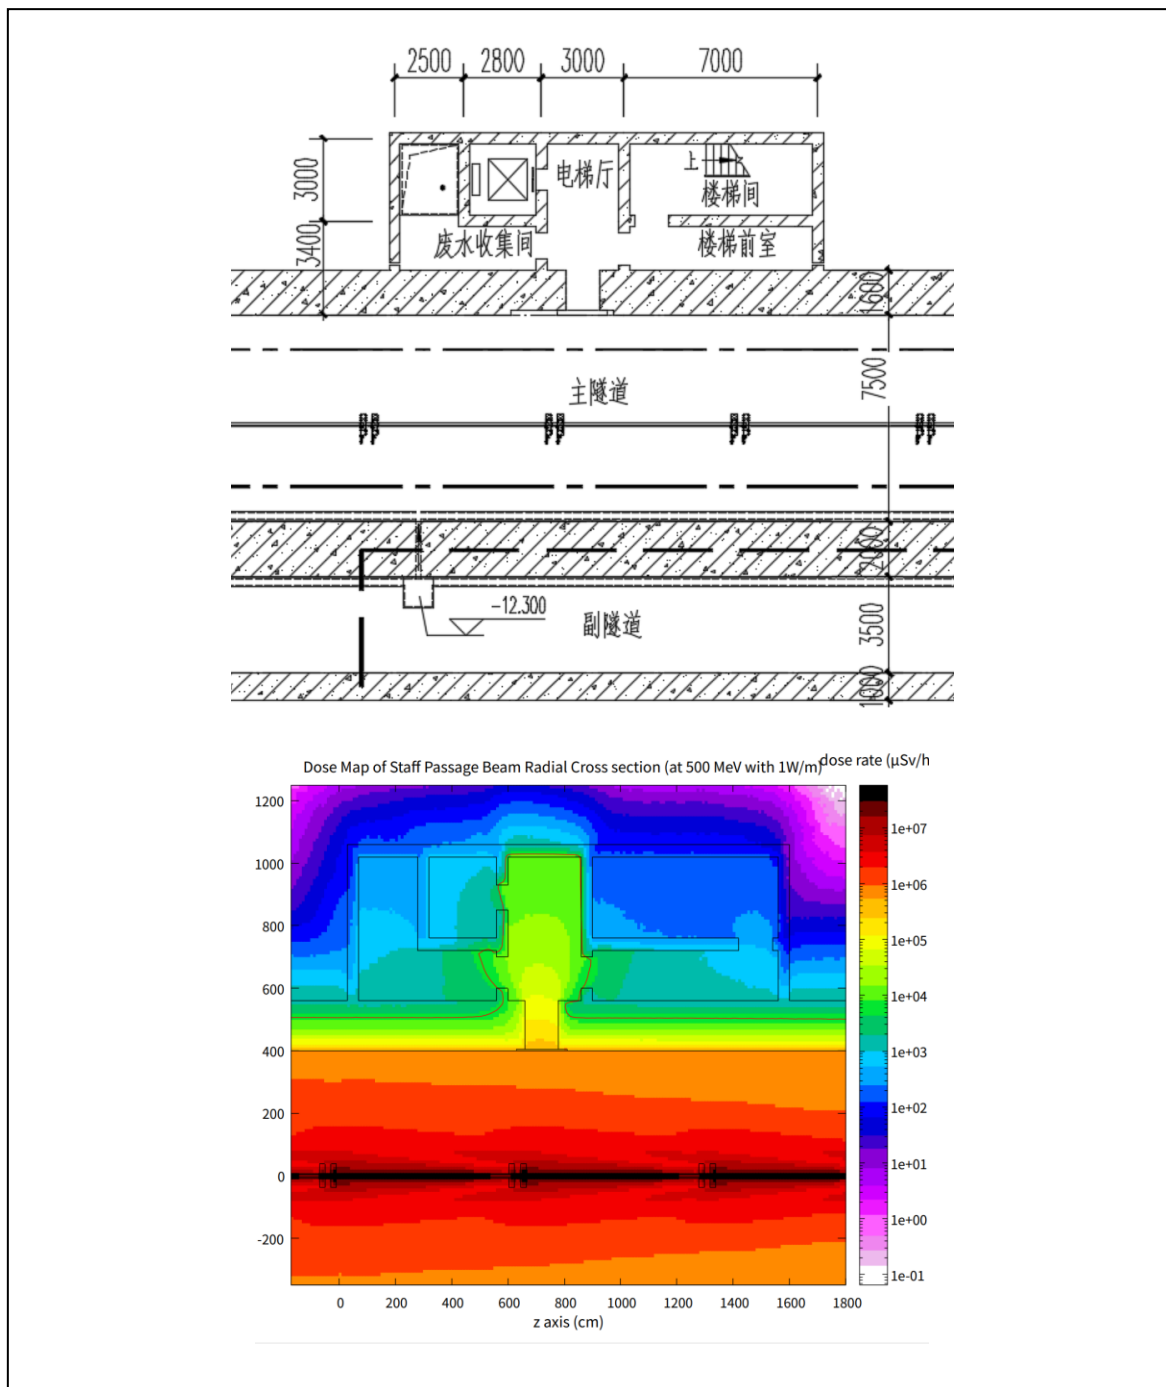 2500 2800 3000 7000
3000
3400
电梯厅
上
楼梯间
废水收集间
楼梯前室
1600
主隧道
7500
2000
-12.300
副隧道
3500
1000
Dose Map of Staff Passage Beam Radial Cross section (at 500 MeV with 1W/m)
dose rate (μSv/h
1200
1000
800
600
400
200
0
-200
0 200 400 600 800 1000 1200 1400 1600 1800
z axis (cm)
1e+07
1e+06
1e+05
1e+04
1e+03
1e+02
1e+01
1e+00
1e-01